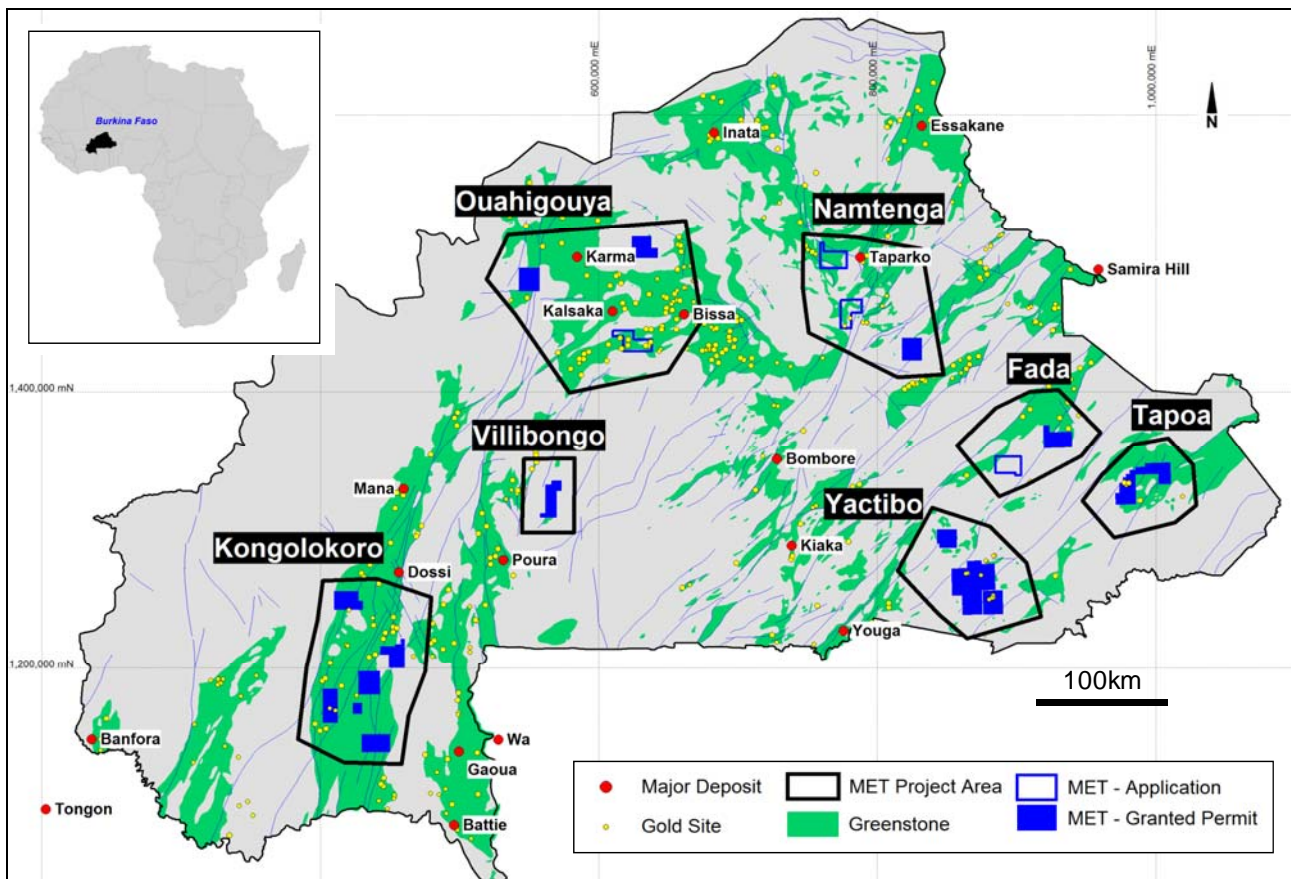 Burkina Faso
600,000 mE
800,000 mE
1,000,000 mE
N
Inata
Essakane
Ouahigouya
Namtenga
Karma
Taparko
Samira Hill
Kalsaka
Bissa
1,400,000 mN
Fada
Tapoa
Villibongo
Bombore
Mana
Yactibo
Kongolokoro
Kiaka
Poura
Dossi
Youga
1,200,000 mN
100km
Banfora
Wa
Gaoua
Tongon
Battie
Major Deposit
MET Project Area
MET - Application
Gold Site
Greenstone
MET - Granted Permit